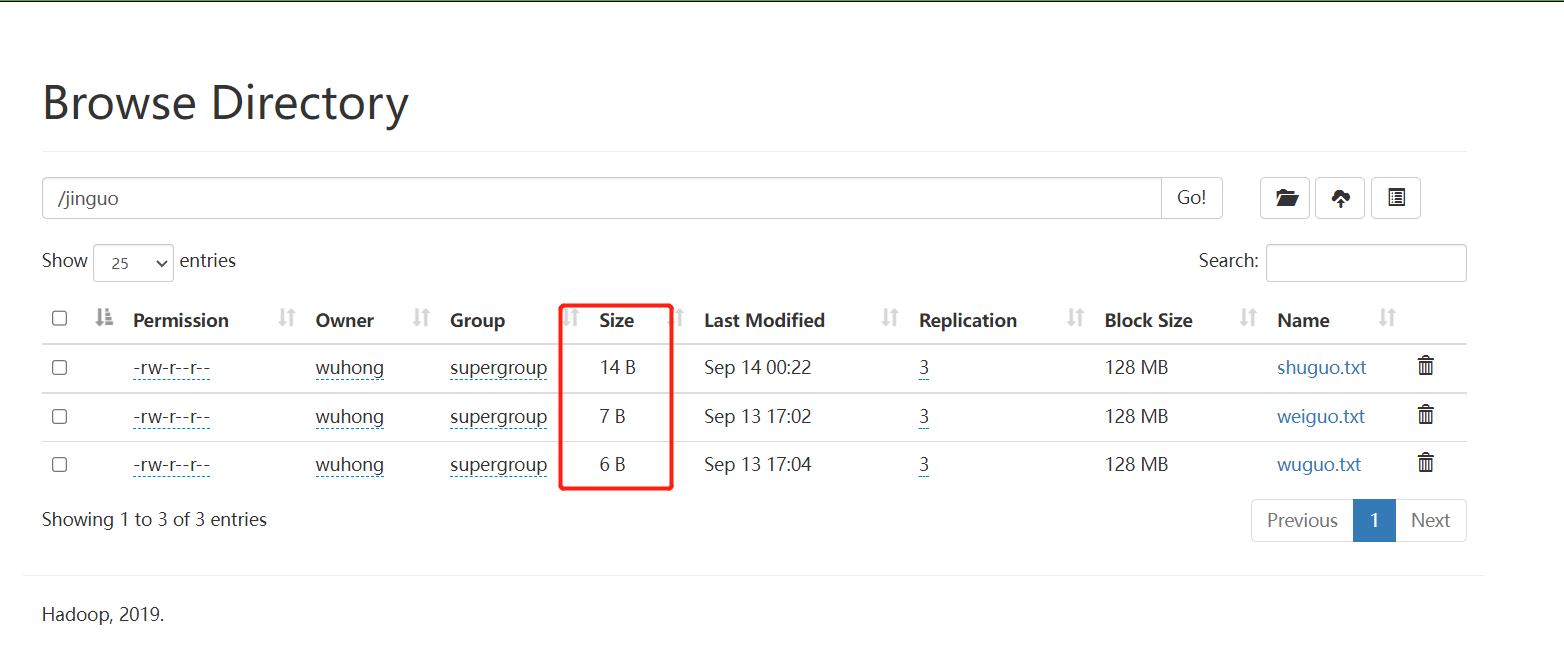 Browse Directory
/jinguo Go!
Show 25 entries Search:
Permission Owner Group Size Last Modified Replication Block Size Name
-rw-r--r-- wuhong supergroup 14 B Sep 14 00:22 3 128 MB shuguo.txt
-rw-r--r-- wuhong supergroup 7 B Sep 13 17:02 3 128 MB weiguo.txt
-rw-r--r-- wuhong supergroup 6 B Sep 13 17:04 3 128 MB wuguo.txt
Showing 1 to 3 of 3 entries Previous 1 Next
Hadoop, 2019.